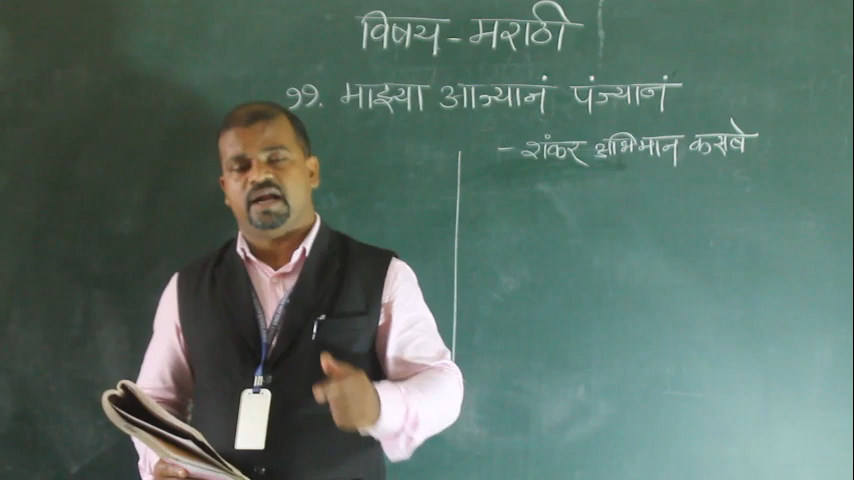 विषय - मराठी
११. माझ्या आज्यानं पंज्यानं
- शंकर अभिमान कसबे